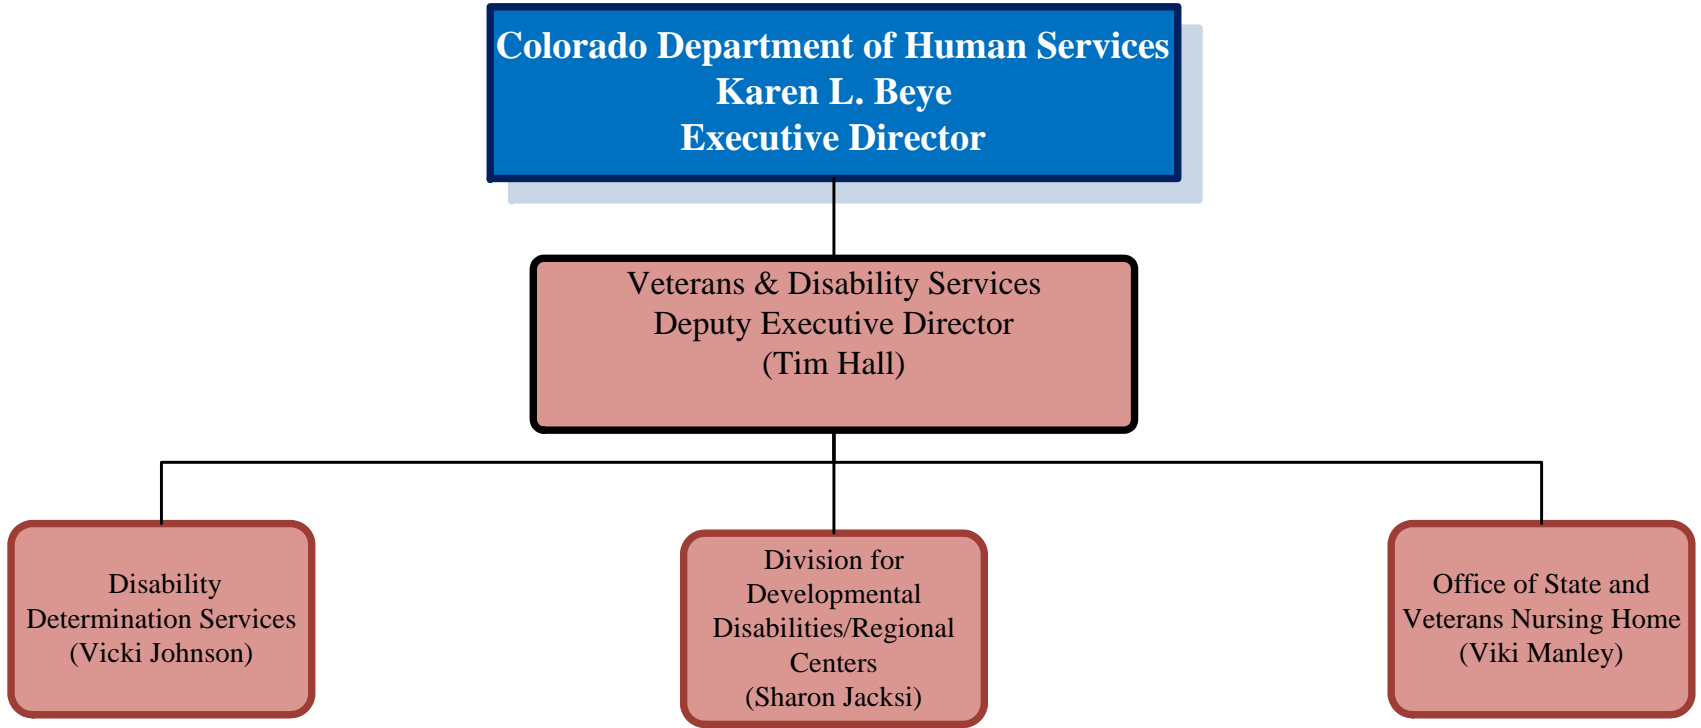 Colorado Department of Human Services
Karen L. Beye
Executive Director
Veterans & Disability Services
Deputy Executive Director
(Tim Hall)
Disability
Determination Services
(Vicki Johnson)
Division for
Developmental
Disabilities/Regional
Centers
(Sharon Jacksi)
Office of State and
Veterans Nursing Home
(Viki Manley)